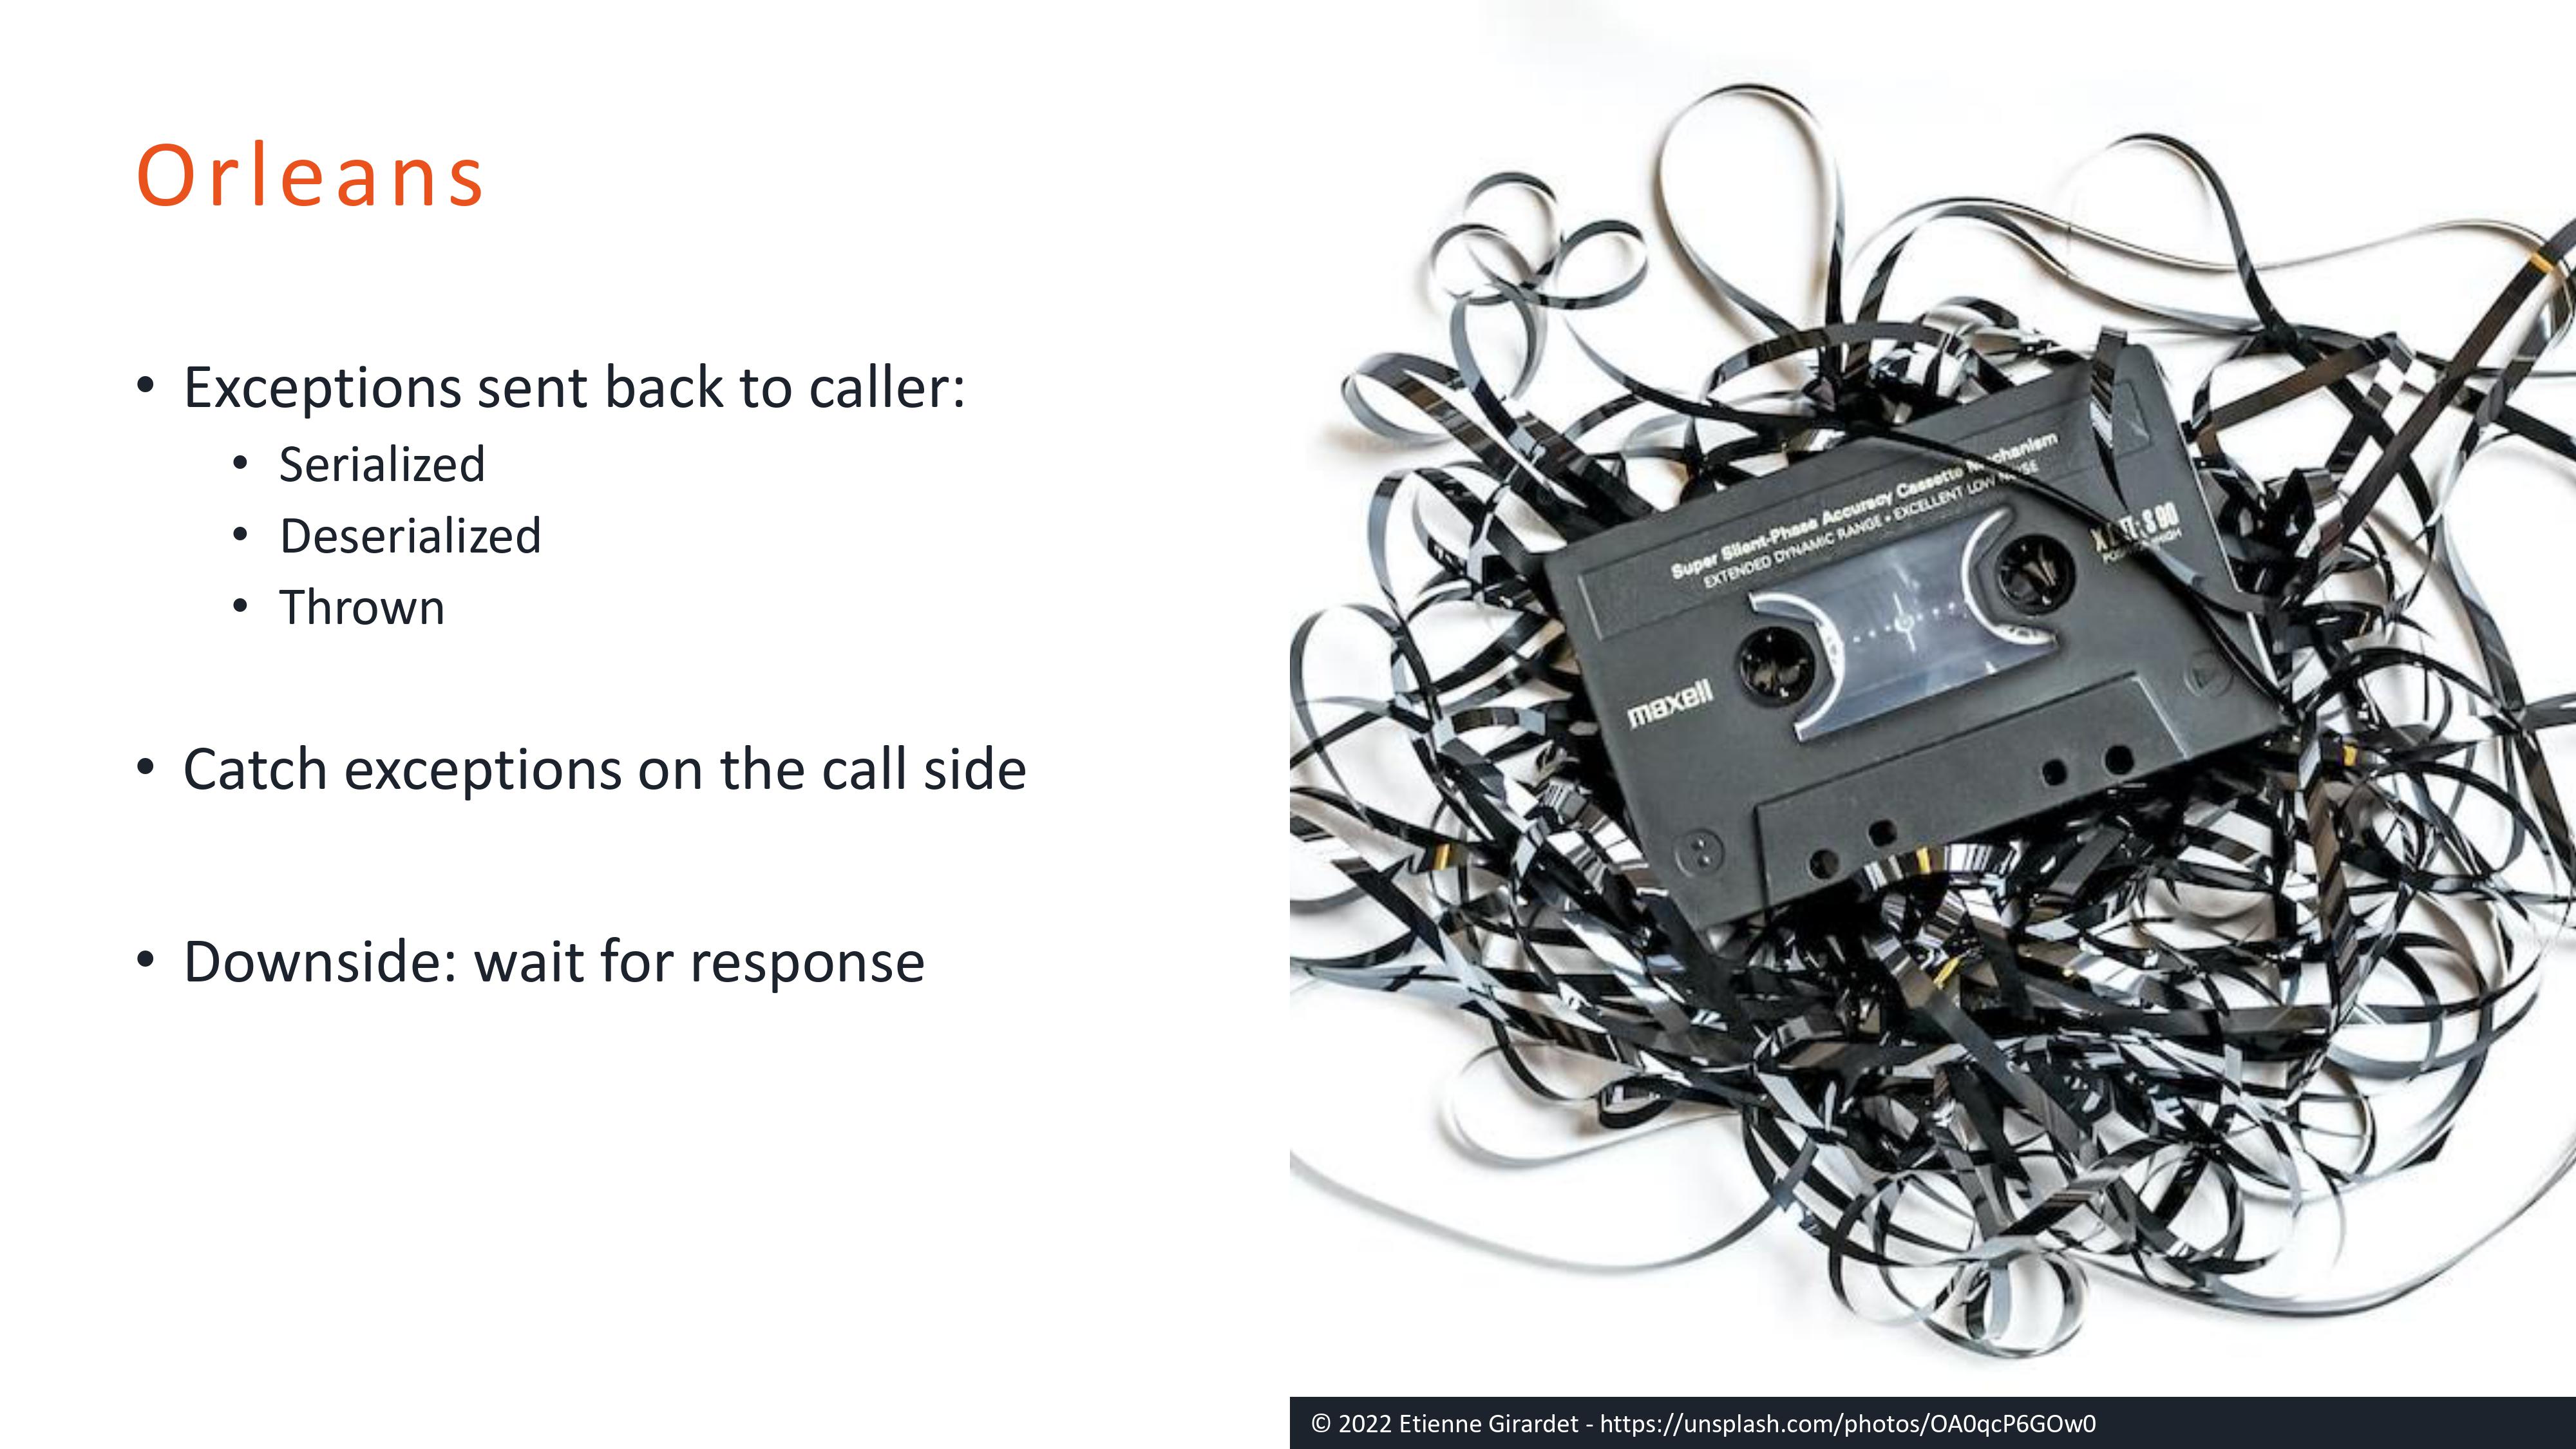 Orleans
• Exceptions sent back to caller:
• Serialized
• Deserialized
• Thrown
• Catch exceptions on the call side
• Downside: wait for response
Super Silent-Phase Accuracy Cassette Mechanism
EXTENDED DYNAMIC RANGE • EXCELLENT LOW NOISE
maxell
© 2022 Etienne Girardet - https://unsplash.com/photos/OA0qcP6GOw0